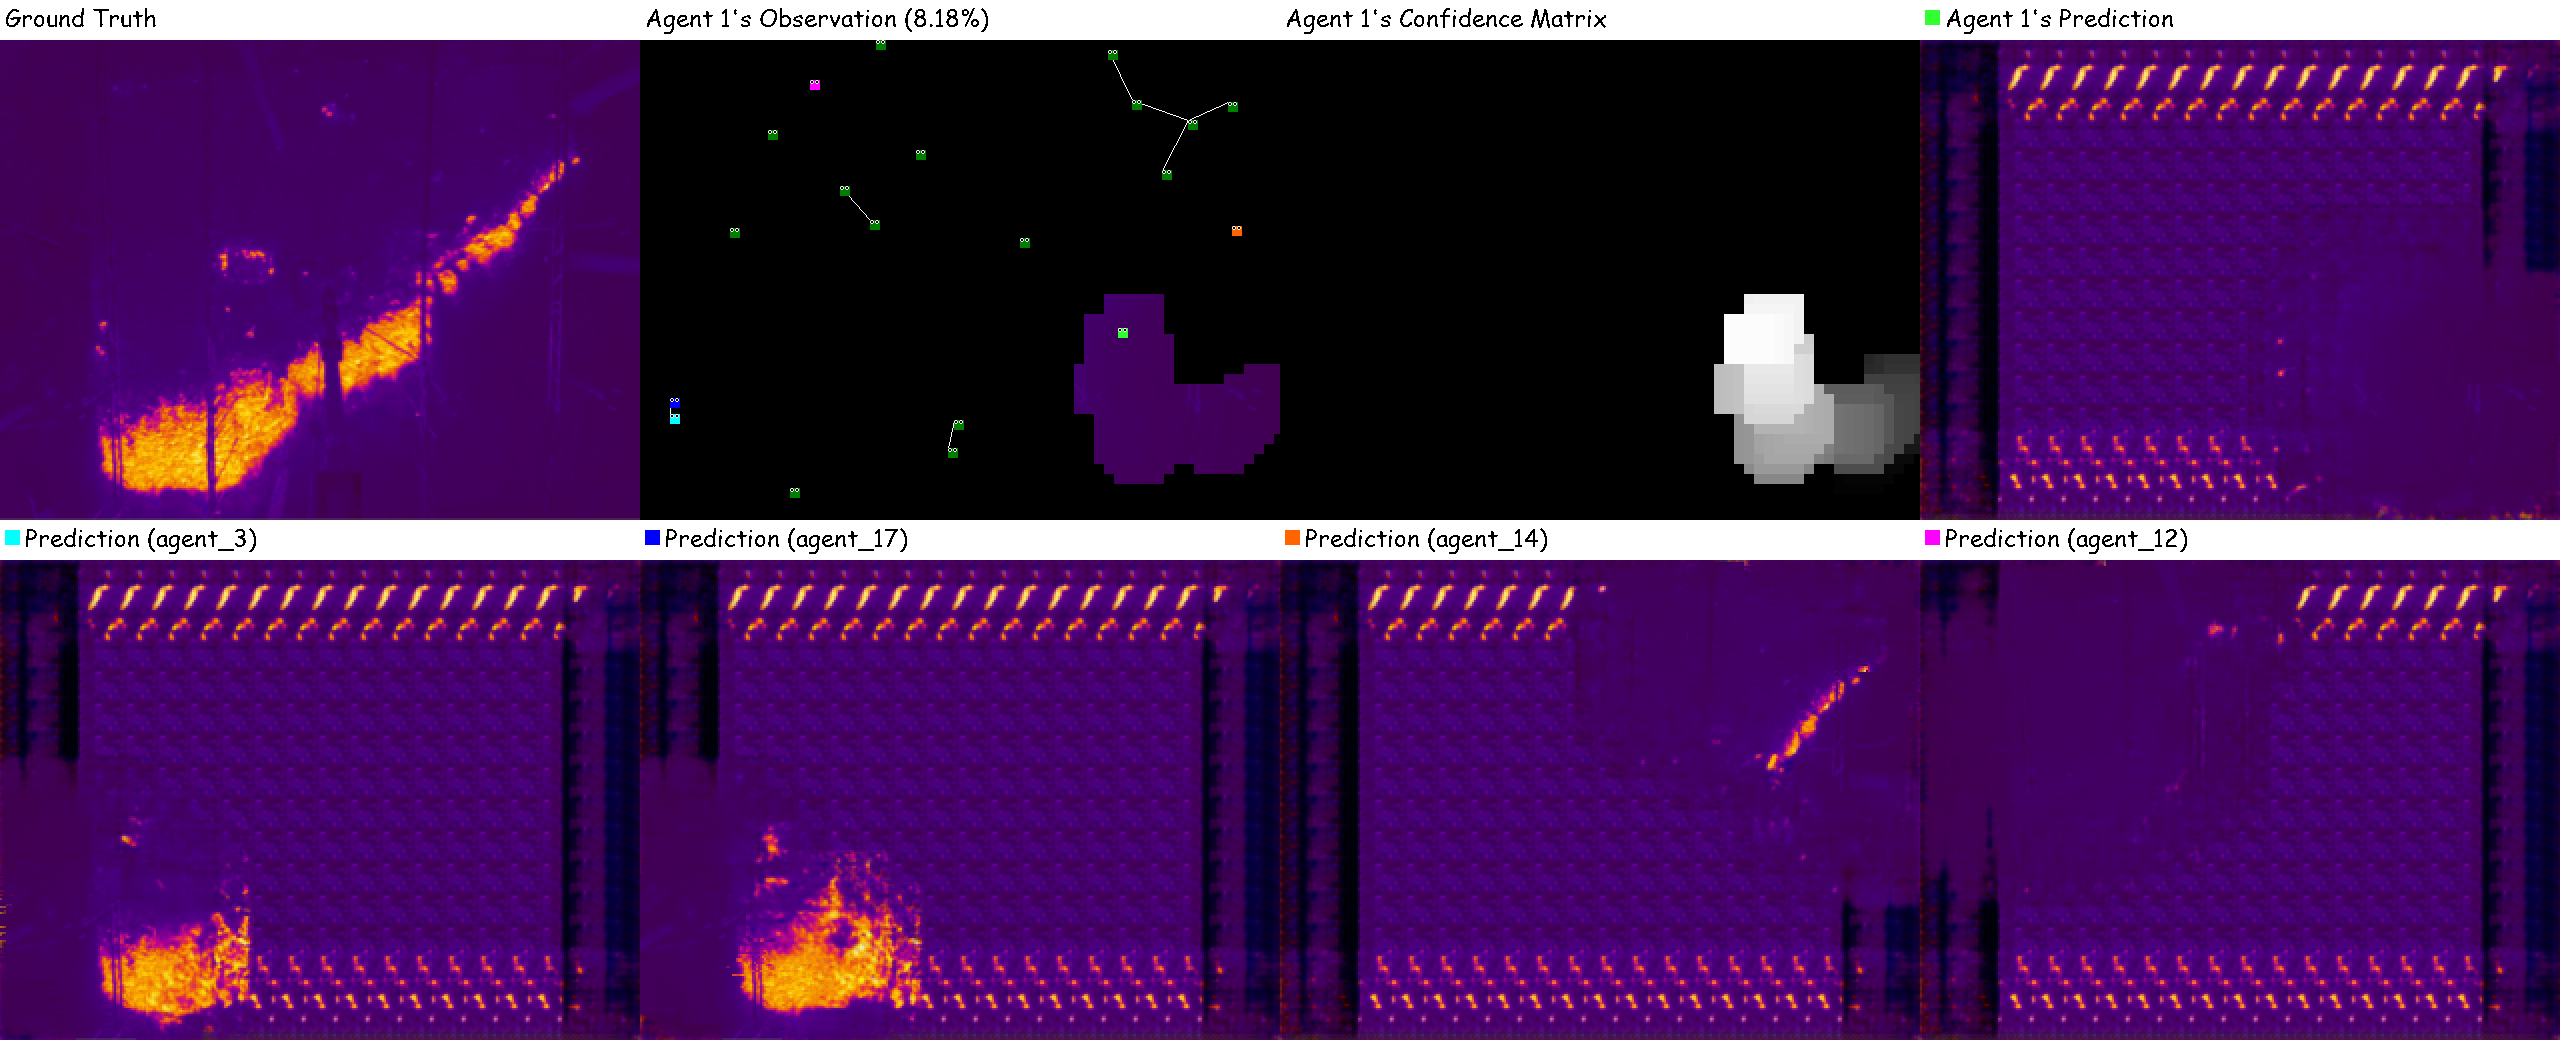 Ground Truth
Agent 1's Observation (8.18%)
Agent 1's Confidence Matrix
Agent 1's Prediction
Prediction (agent_3)
Prediction (agent_17)
Prediction (agent_14)
Prediction (agent_12)